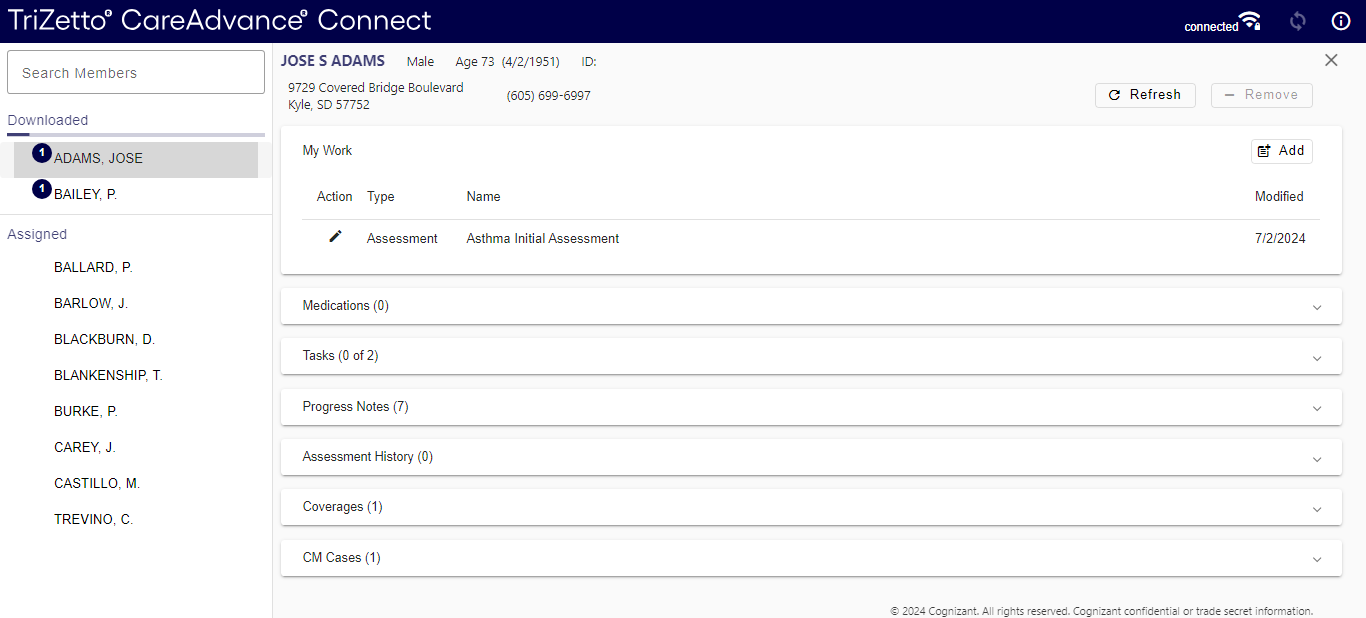 TriZetto® CareAdvance® Connect
connected
Search Members
Downloaded
1 ADAMS, JOSE
1 BAILEY, P.
Assigned
BALLARD, P.
BARLOW, J.
BLACKBURN, D.
BLANKENSHIP, T.
BURKE, P.
CAREY, J.
CASTILLO, M.
TREVINO, C.
JOSE S ADAMS Male Age 73 (4/2/1951) ID:
9729 Covered Bridge Boulevard
Kyle, SD 57752
(605) 699-6997
Refresh
Remove
My Work
Add
Action Type Name Modified
Assessment Asthma Initial Assessment 7/2/2024
Medications (0)
Tasks (0 of 2)
Progress Notes (7)
Assessment History (0)
Coverages (1)
CM Cases (1)
© 2024 Cognizant. All rights reserved. Cognizant confidential or trade secret information.